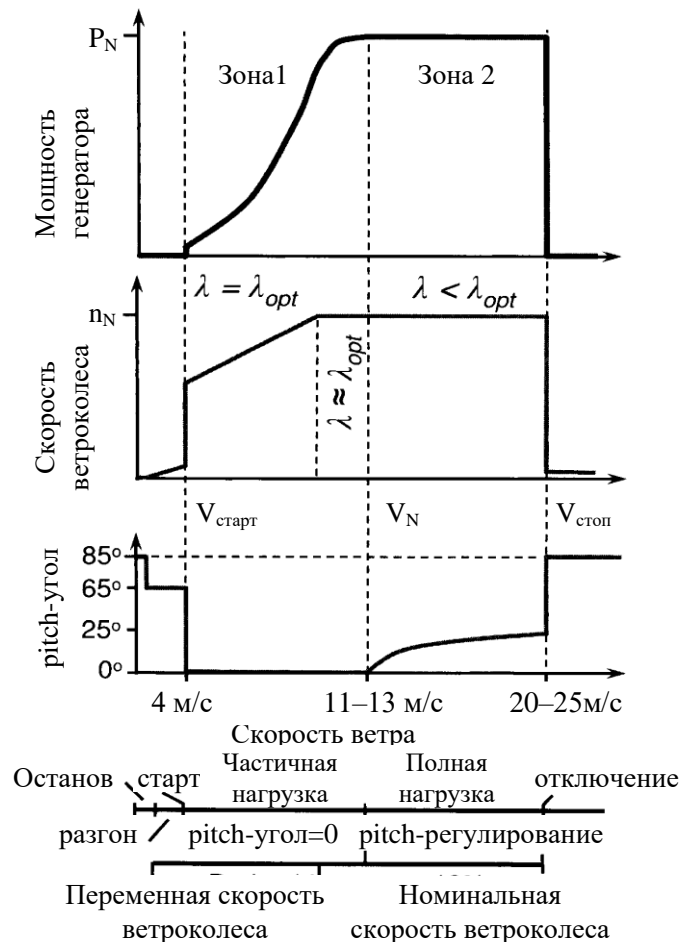 P_N
Зона1
Зона 2
Мощность
генератора
λ = λ_opt
λ < λ_opt
n_N
λ ≈ λ_opt
Скорость
ветроколеса
V_старт
V_N
V_стоп
85°
65°
25°
0°
pitch-угол
4 м/с
11–13 м/с
20–25м/с
Скорость ветра
Останов
старт
Частичная
нагрузка
Полная
нагрузка
отключение
разгон
pitch-угол=0
pitch-регулирование
Переменная скорость
ветроколеса
Номинальная
скорость ветроколеса